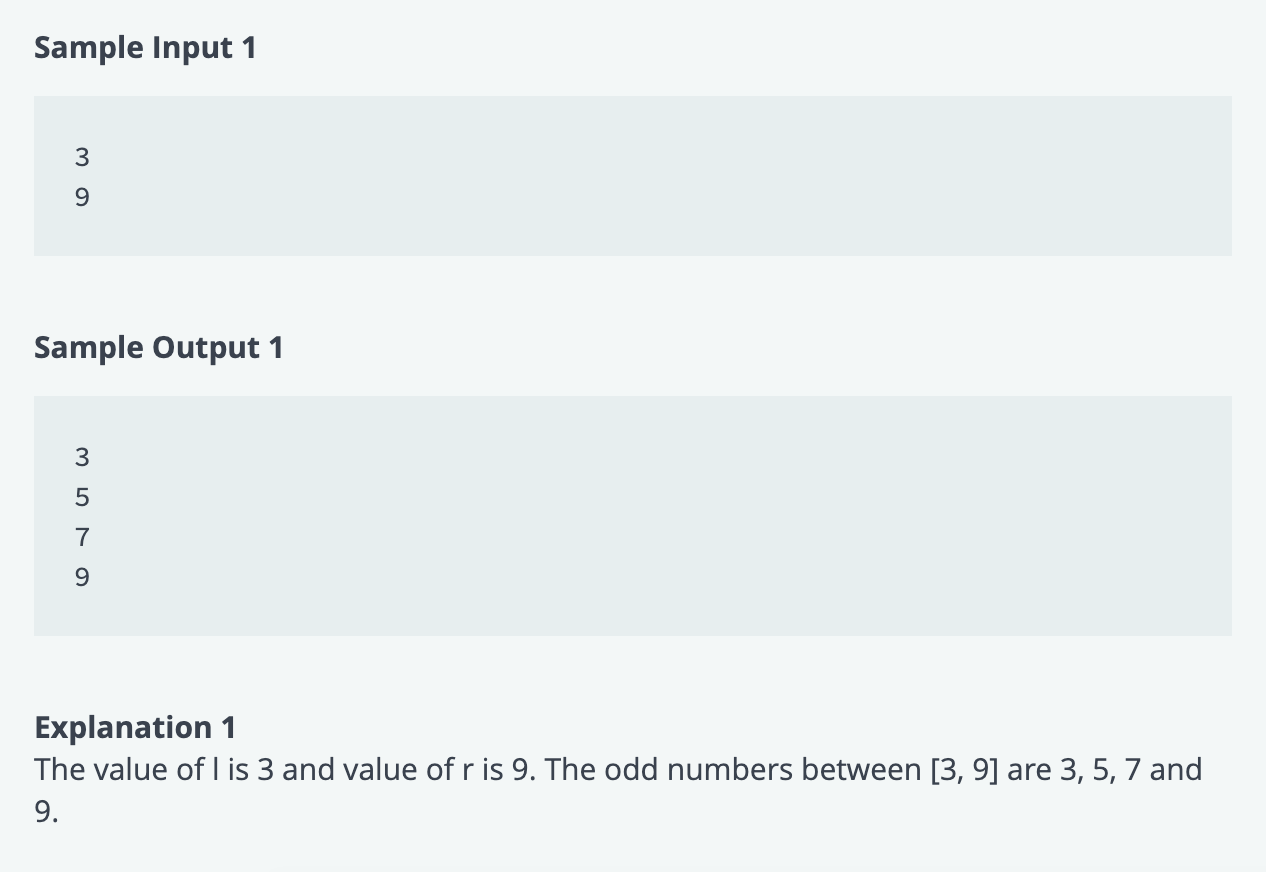 Sample Input 1
3
9
Sample Output 1
3
5
7
9
Explanation 1
The value of l is 3 and value of r is 9. The odd numbers between [3, 9] are 3, 5, 7 and
9.